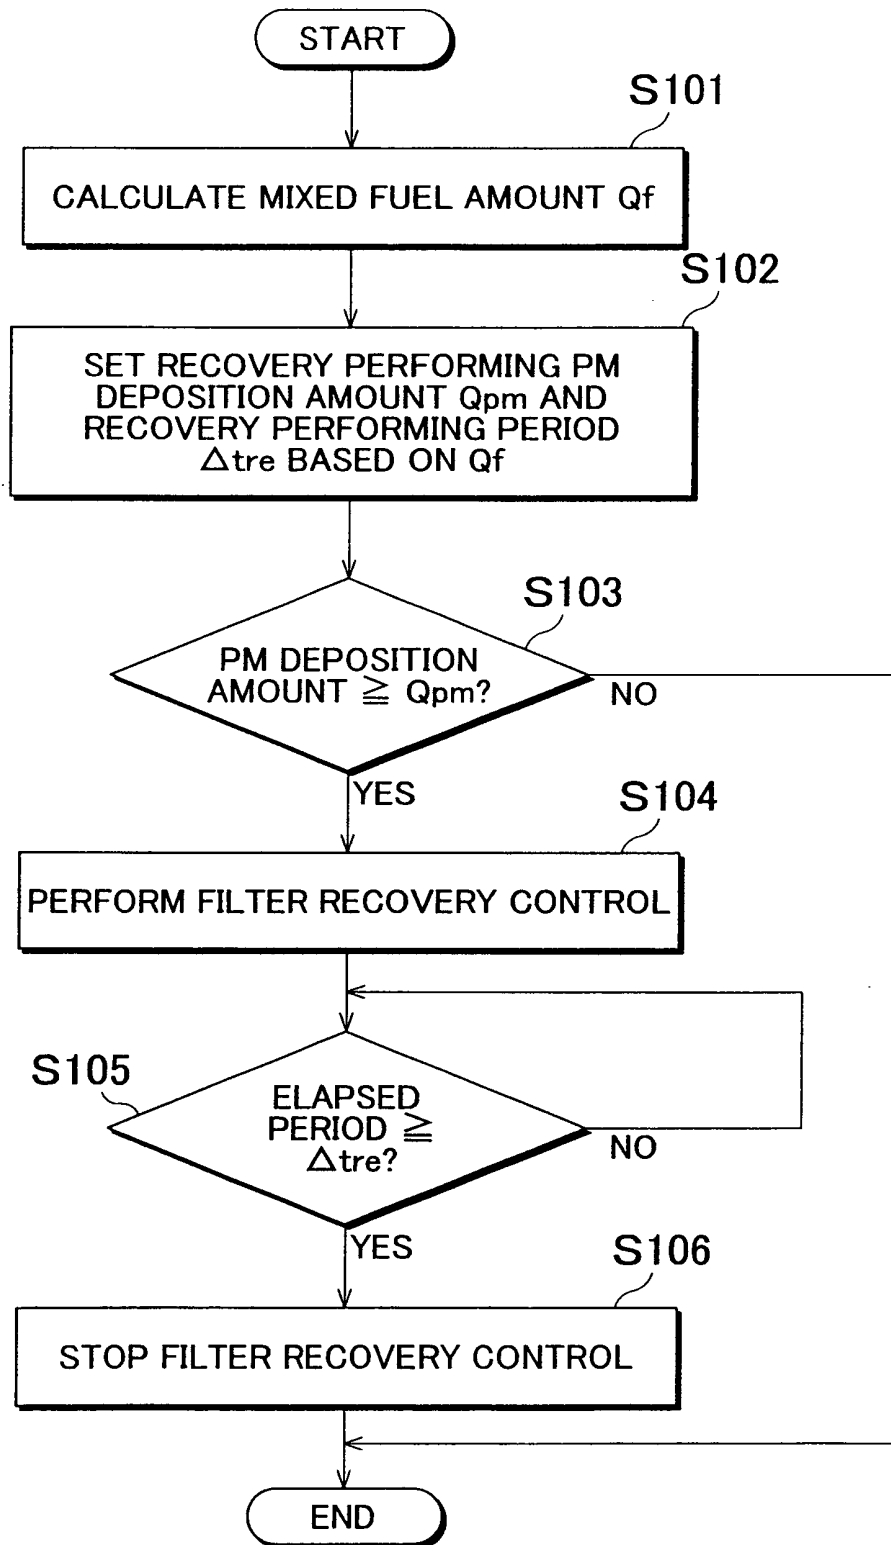 START
S101
CALCULATE MIXED FUEL AMOUNT Qf
S102
SET RECOVERY PERFORMING PM
DEPOSITION AMOUNT Qpm AND
RECOVERY PERFORMING PERIOD
△tre BASED ON Qf
S103
PM DEPOSITION
AMOUNT ≧ Qpm?
NO
YES
S104
PERFORM FILTER RECOVERY CONTROL
S105
ELAPSED
PERIOD ≧
△tre?
NO
YES
S106
STOP FILTER RECOVERY CONTROL
END